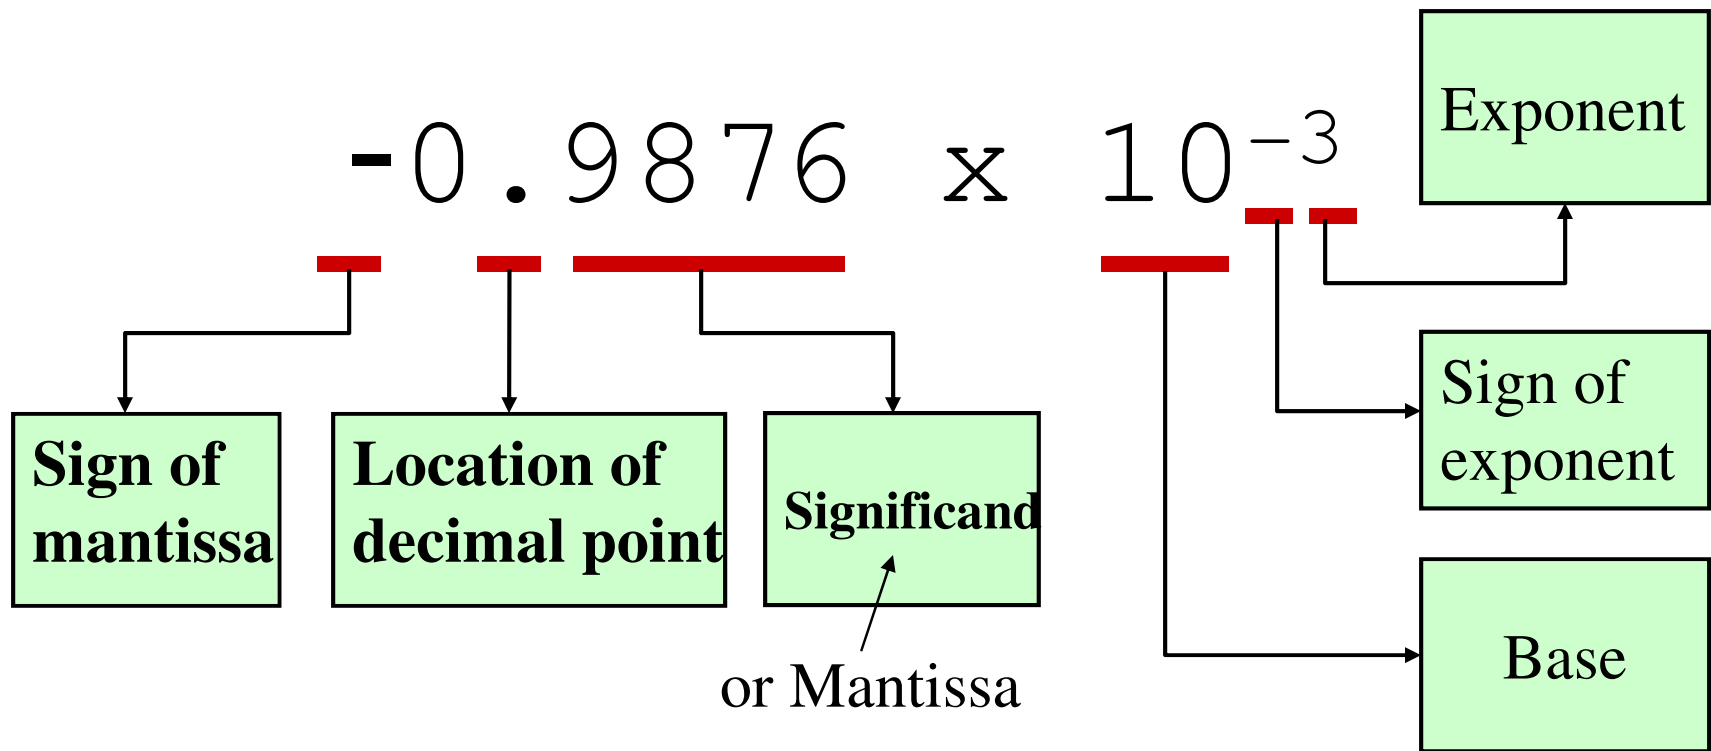 Exponent
-0.9876 x 10⁻³
Sign of
mantissa
Location of
decimal point
Significand
Sign of
exponent
or Mantissa
Base